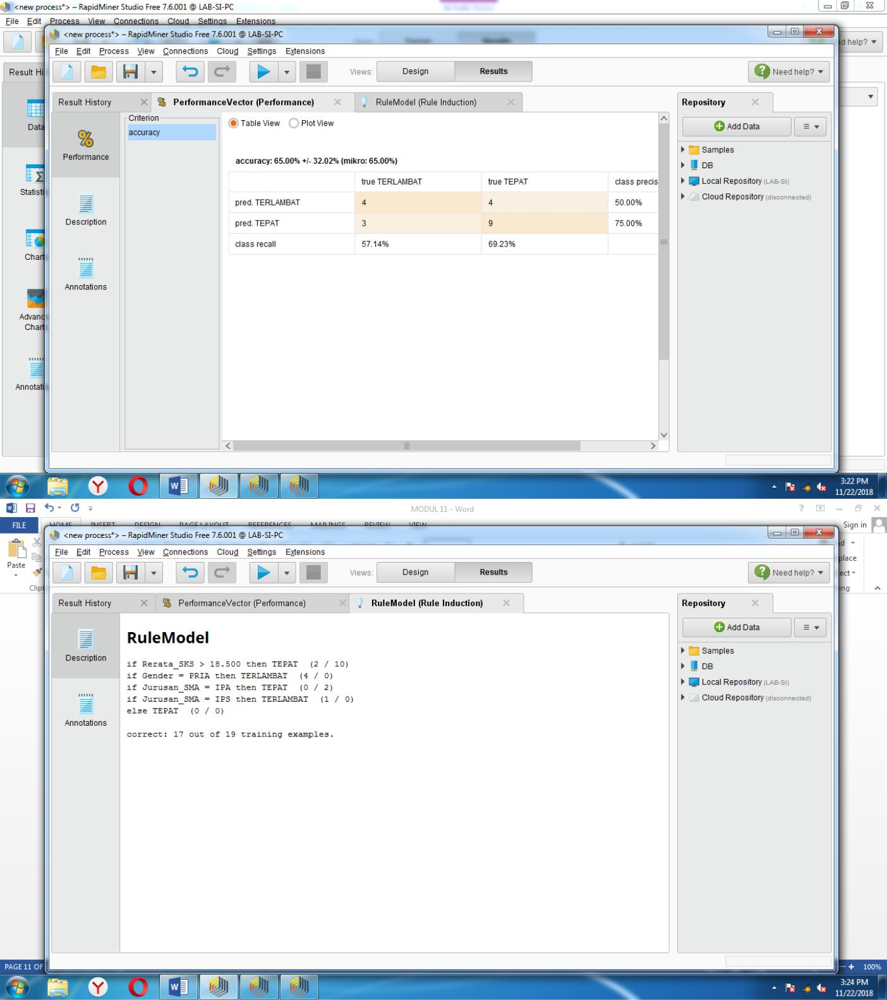 <new process*> – RapidMiner Studio Free 7.6.001 @ LAB-SI-PC
File Edit Process View Connections Cloud Settings Extensions
<new process*> – RapidMiner Studio Free 7.6.001 @ LAB-SI-PC
File Edit Process View Connections Cloud Settings Extensions
Views: Design Results Need help?
Result History PerformanceVector (Performance) RuleModel (Rule Induction) Repository
Criterion
accuracy
Table View Plot View
Add Data
Performance
Description
Annotations
accuracy: 65.00% +/- 32.02% (mikro: 65.00%)
true TERLAMBAT true TEPAT class precis
pred. TERLAMBAT 4 4 50.00%
pred. TEPAT 3 9 75.00%
class recall 57.14% 69.23%
Samples
DB
Local Repository (LAB-SI)
Cloud Repository (disconnected)
Result Hi
Data
Statisti
Chart
Advanc
Chart
Annotati
ed help?
3:22 PM
11/22/2018
MODUL 11 - Word
FILE HOME INSERT DESIGN PAGE LAYOUT REFERENCES MAILINGS REVIEW VIEW Sign in
Paste
Clip
place
ect
ing
<new process*> – RapidMiner Studio Free 7.6.001 @ LAB-SI-PC
File Edit Process View Connections Cloud Settings Extensions
Views: Design Results Need help?
Result History PerformanceVector (Performance) RuleModel (Rule Induction) Repository
Description
Annotations
RuleModel
if Rerata_SKS > 18.500 then TEPAT (2 / 10)
if Gender = PRIA then TERLAMBAT (4 / 0)
if Jurusan_SMA = IPA then TEPAT (0 / 2)
if Jurusan_SMA = IPS then TERLAMBAT (1 / 0)
else TEPAT (0 / 0)
correct: 17 out of 19 training examples.
Add Data
Samples
DB
Local Repository (LAB-SI)
Cloud Repository (disconnected)
PAGE 11 OF 100%
3:24 PM
11/22/2018